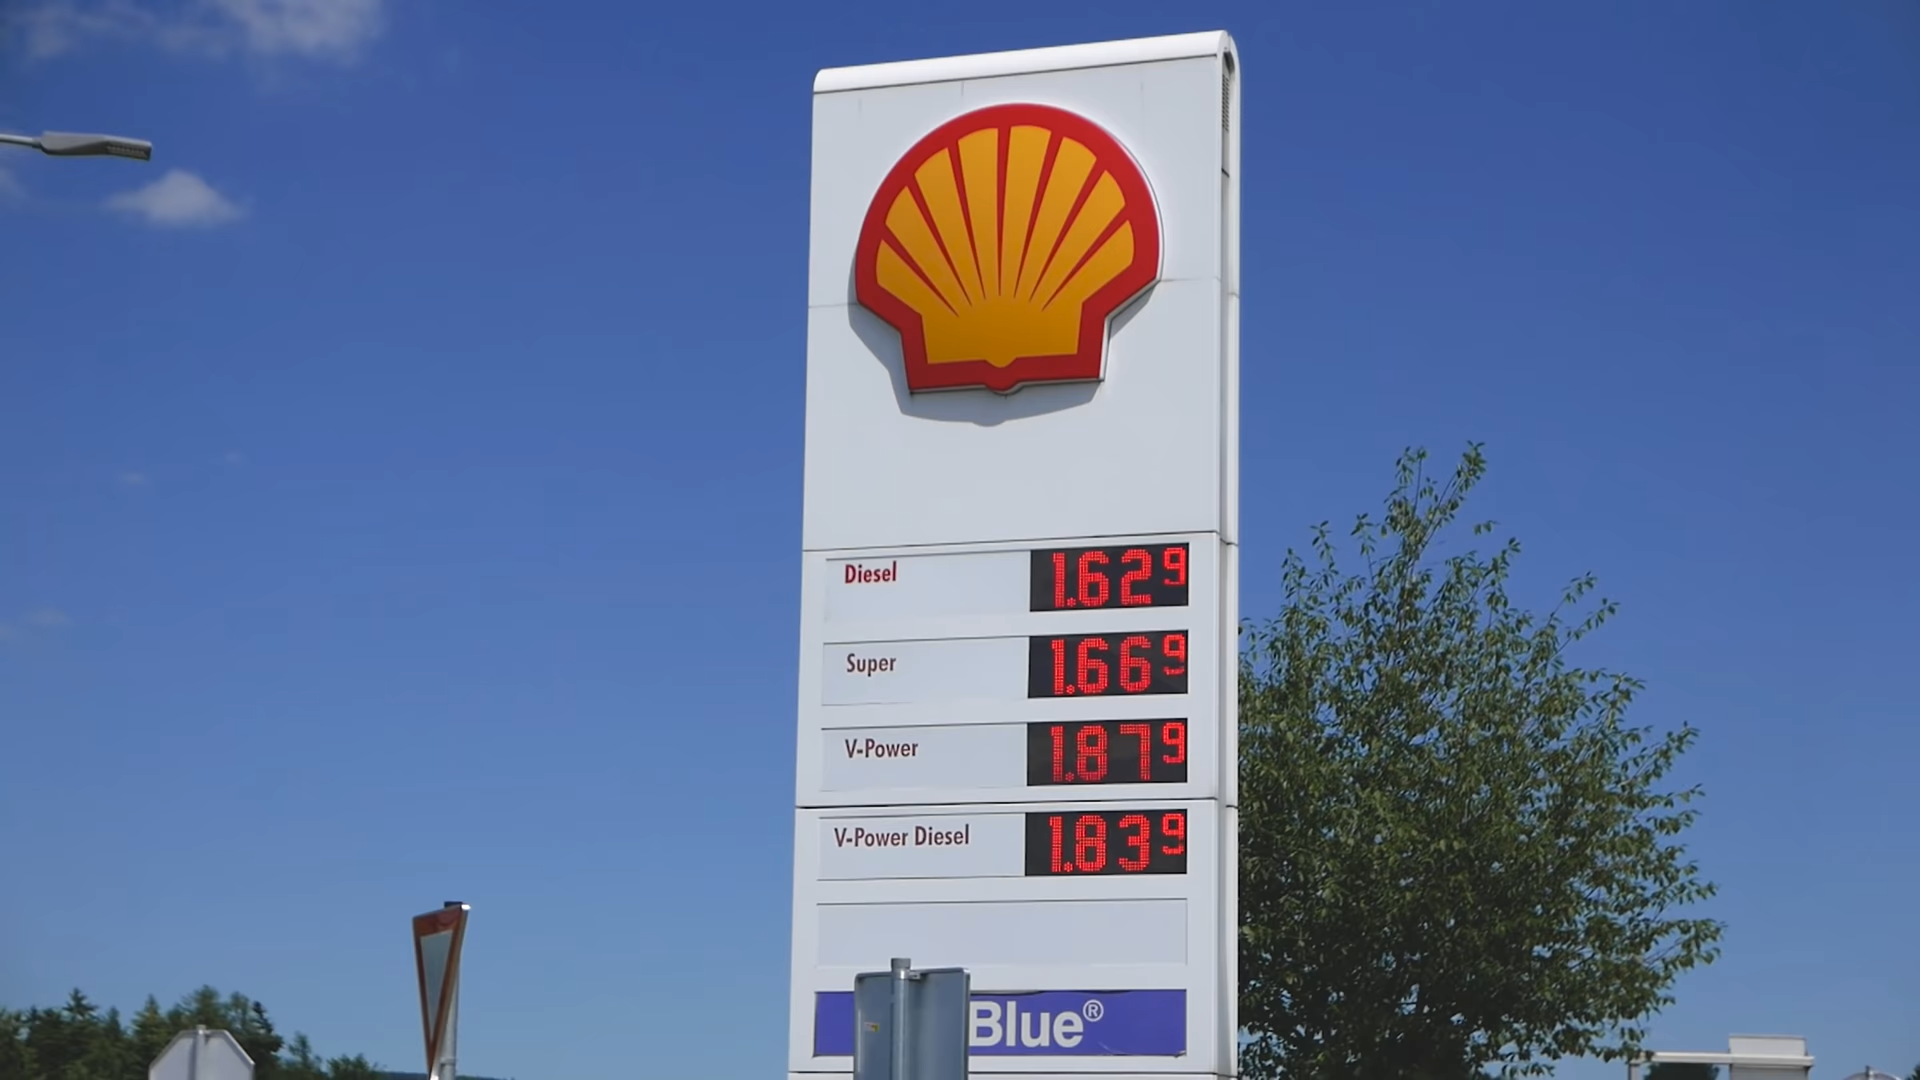 Diesel 1.629
Super 1.669
V-Power 1.879
V-Power Diesel 1.839
Blue®